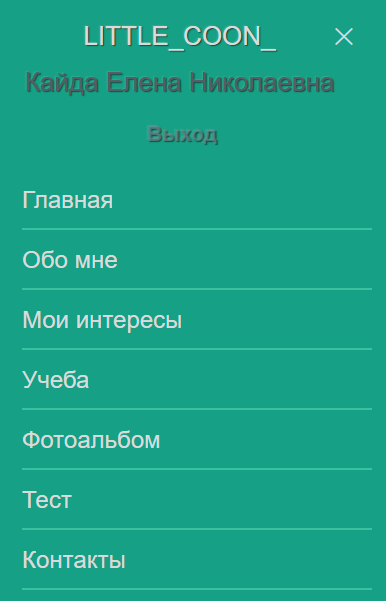 LITTLE_COON_
Кайда Елена Николаевна
Выход
Главная
Обо мне
Мои интересы
Учеба
Фотоальбом
Тест
Контакты